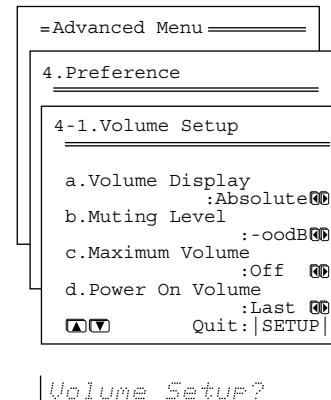 =Advanced Menu
4.Preference
4-1.Volume Setup
a.Volume Display
:Absolute
b.Muting Level
:-oodB
c.Maximum Volume
:Off
d.Power On Volume
:Last
Quit:|SETUP|
Volume Setup?